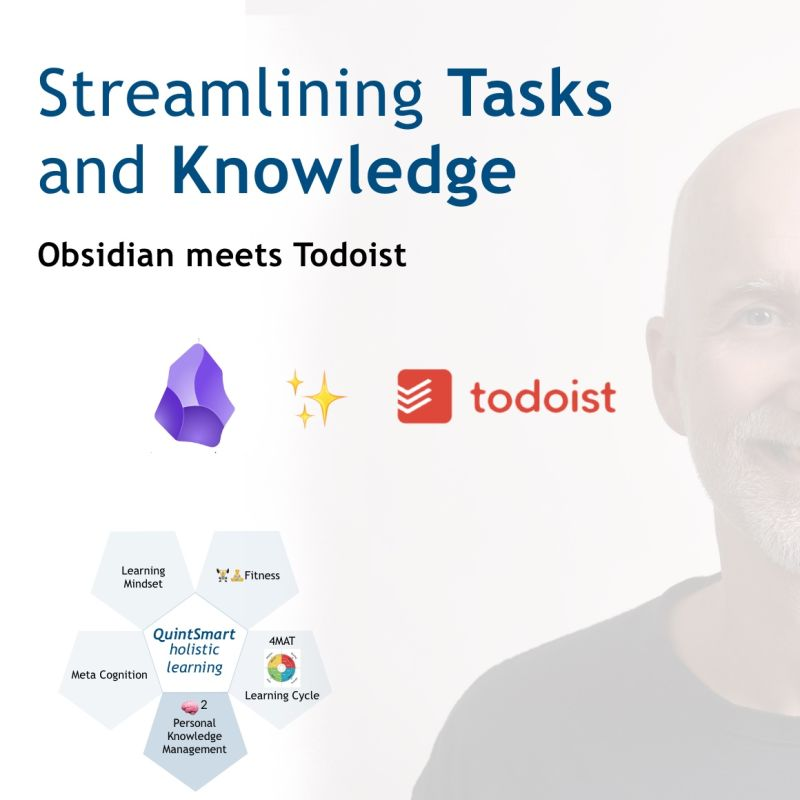 Streamlining Tasks
and Knowledge
Obsidian meets Todoist
todoist
Learning
Mindset
Fitness
QuintSmart
holistic
learning
Meta Cognition
4MAT
Learning Cycle
2
Personal
Knowledge
Management